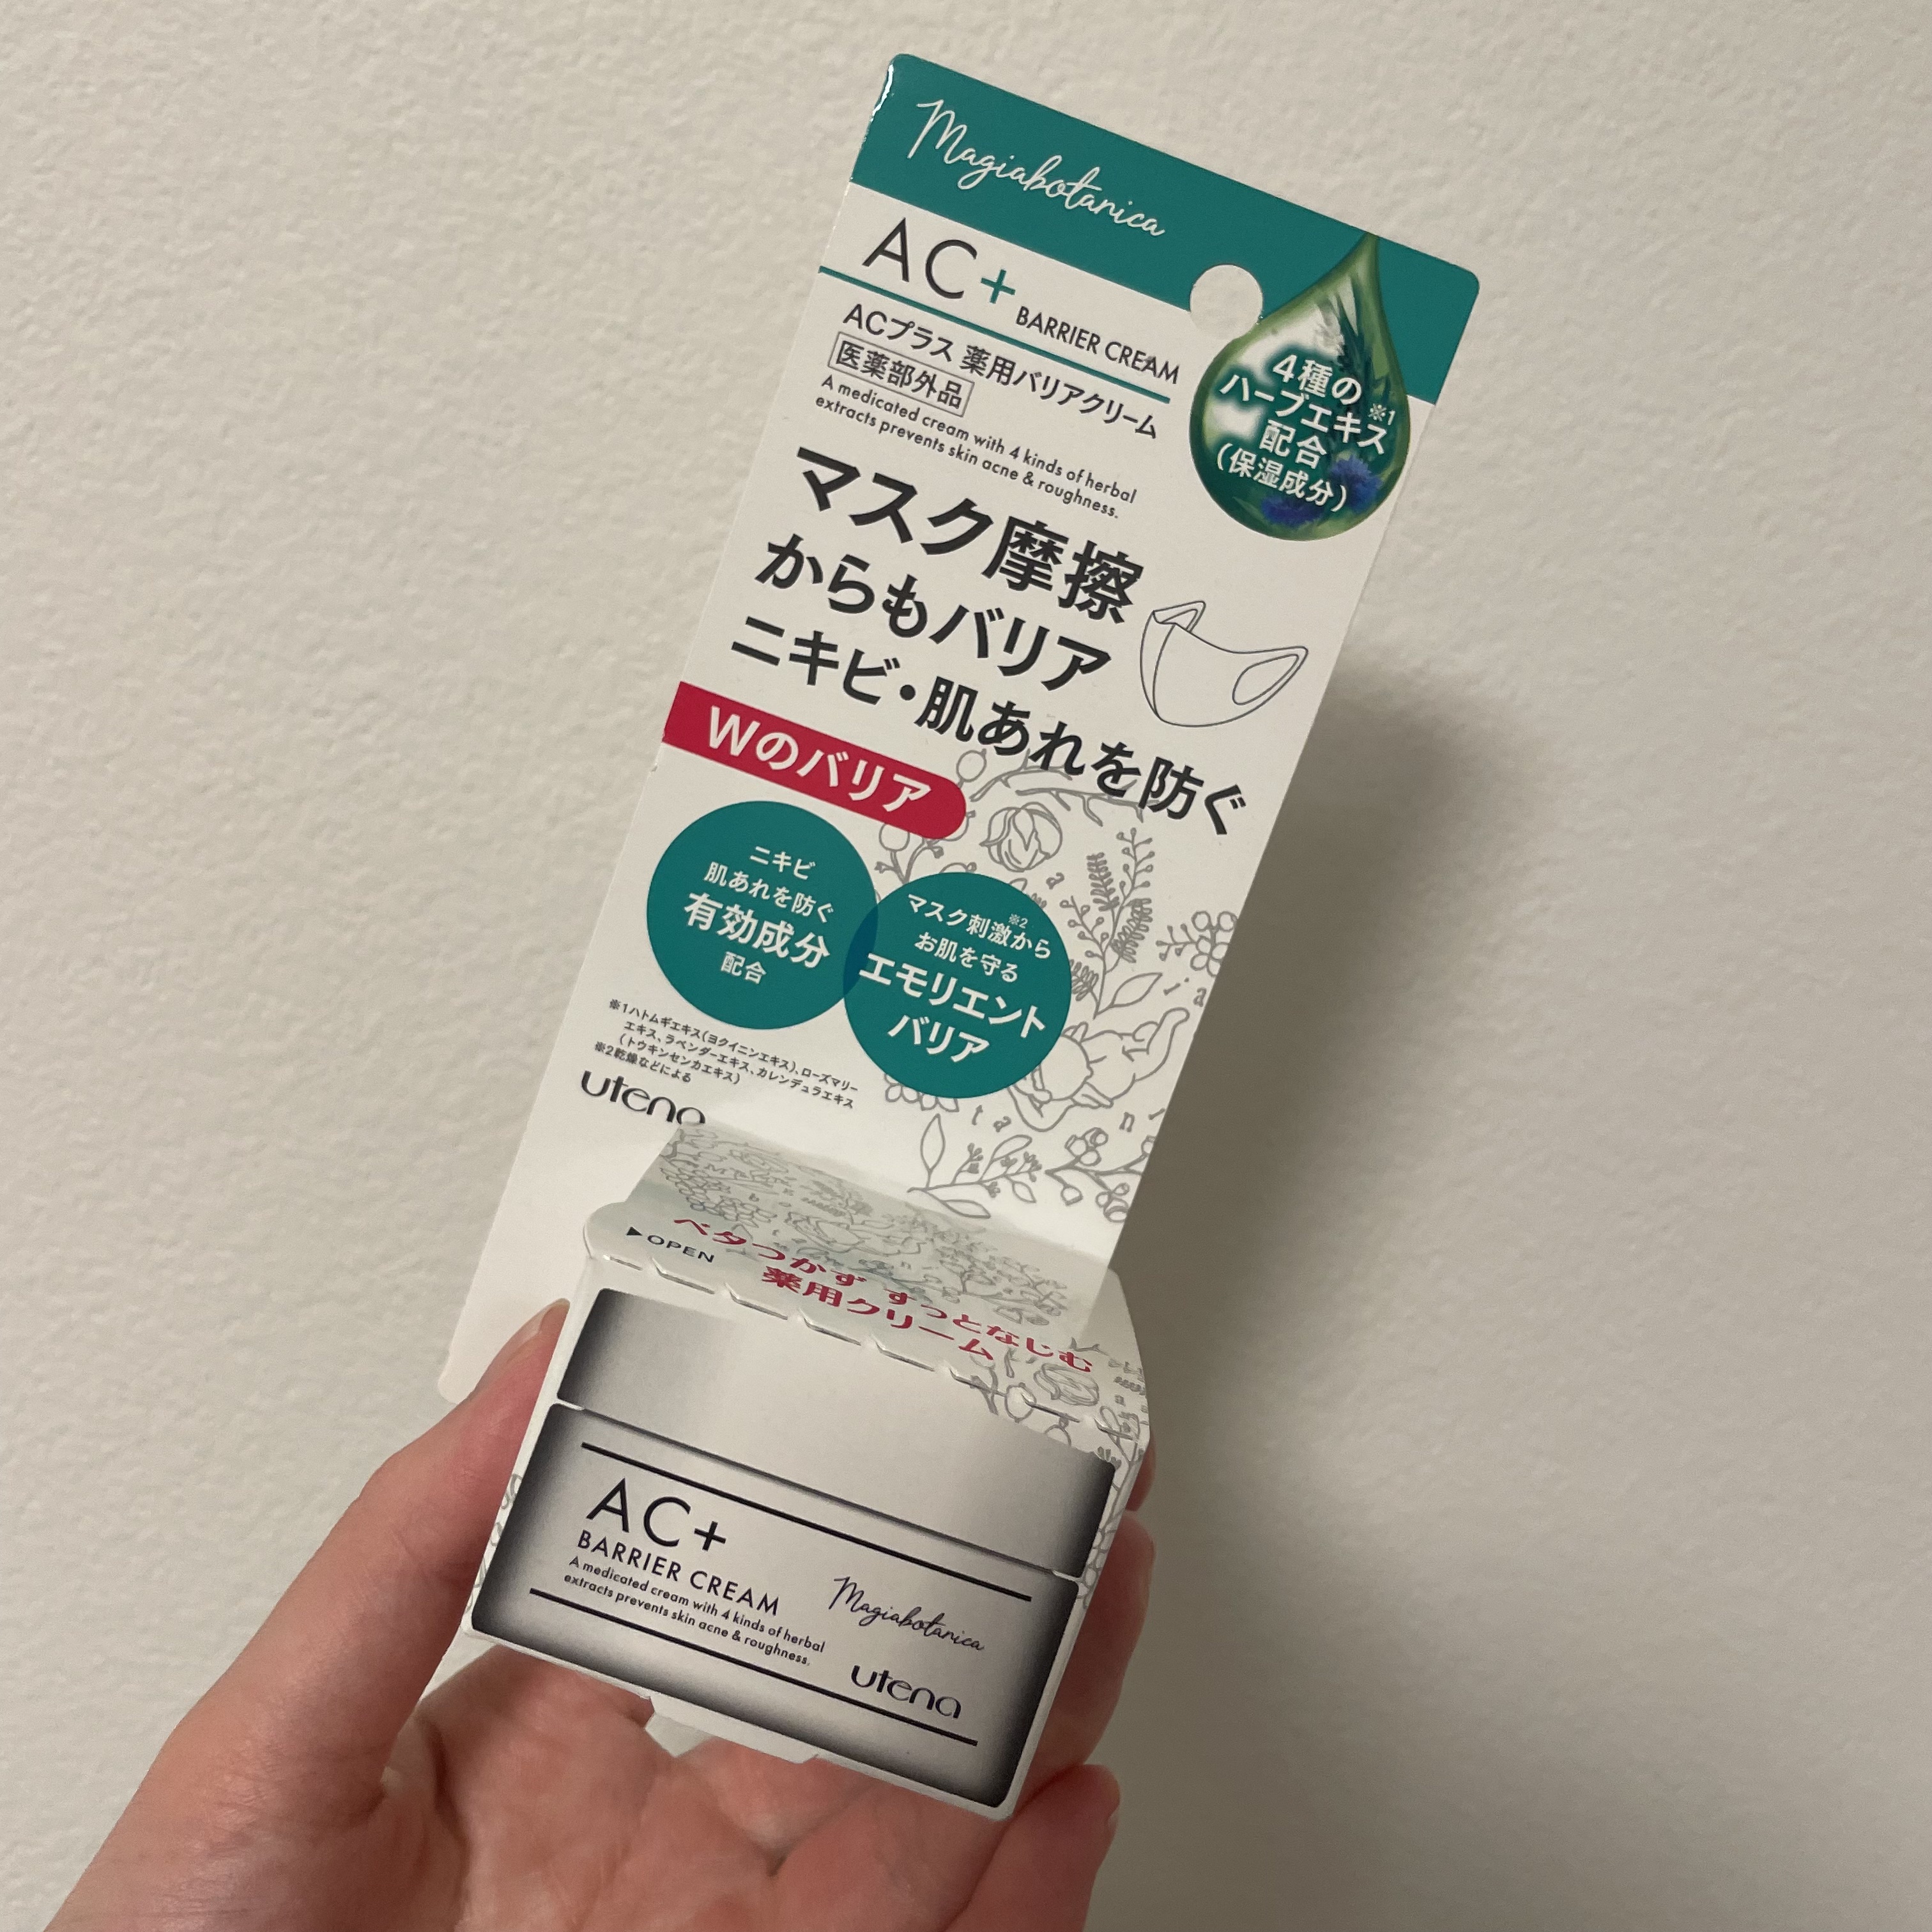 Magiabotanica
AC+ BARRIER CREAM
ACプラス 薬用バリアクリーム
医薬部外品
A medicated cream with 4 kinds of herbal
extracts prevents skin acne & roughness.
4種の
ハーブエキス※1
配合
(保湿成分)
マスク摩擦
からもバリア
ニキビ・肌あれを防ぐ
Wのバリア
ニキビ
肌あれを防ぐ
有効成分
配合
マスク刺激※2から
お肌を守る
エモリエント
バリア
※1ハトムギエキス(ヨクイニンエキス)、ローズマリー
エキス、ラベンダーエキス、カレンデュラエキス
(トウキンセンカエキス)
※2乾燥などによる
utena
▶OPEN
ベタつかず すっとなじむ
薬用クリーム
AC+
BARRIER CREAM
A medicated cream with 4 kinds of herbal
extracts prevents skin acne & roughness.
Magiabotanica
utena